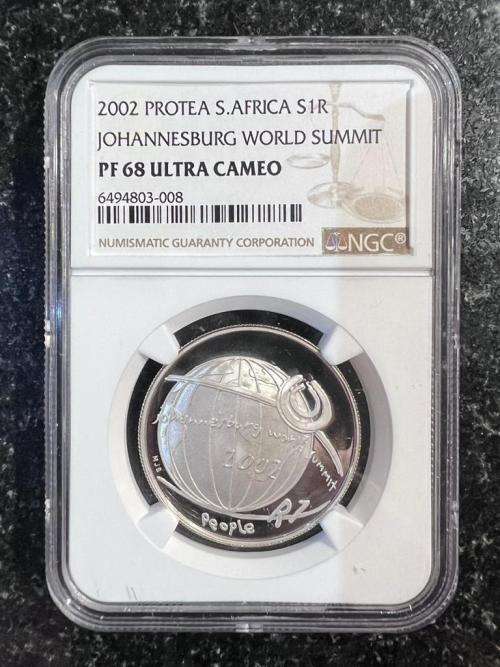 2002 PROTEA S.AFRICA S1R
JOHANNESBURG WORLD SUMMIT
PF 68 ULTRA CAMEO
6494803-008
NUMISMATIC GUARANTY CORPORATION
NGC®
Johannesburg World Summit
2002
MJS
People